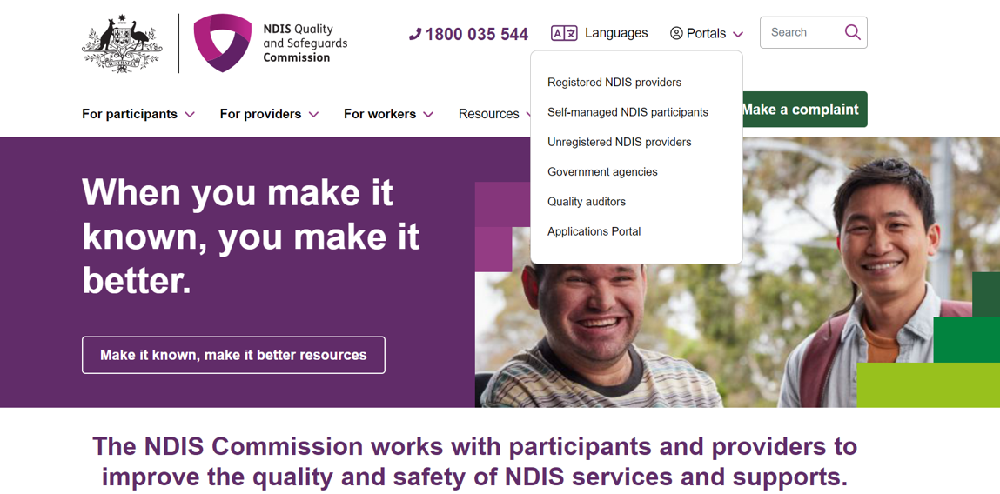 AUSTRALIA
NDIS Quality
and Safeguards
Commission
1800 035 544
Languages
Portals
Search
Registered NDIS providers
Self-managed NDIS participants
Unregistered NDIS providers
Government agencies
Quality auditors
Applications Portal
For participants
For providers
For workers
Resources
Make a complaint
When you make it
known, you make it
better.
Make it known, make it better resources
The NDIS Commission works with participants and providers to
improve the quality and safety of NDIS services and supports.